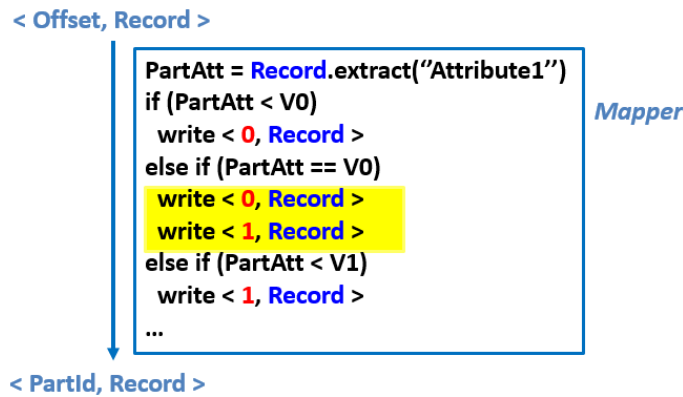 < Offset, Record >
PartAtt = Record.extract(‘‘Attribute1’’)
if (PartAtt < V0)
write < 0, Record >
else if (PartAtt == V0)
write < 0, Record >
write < 1, Record >
else if (PartAtt < V1)
write < 1, Record >
...
Mapper
< PartId, Record >